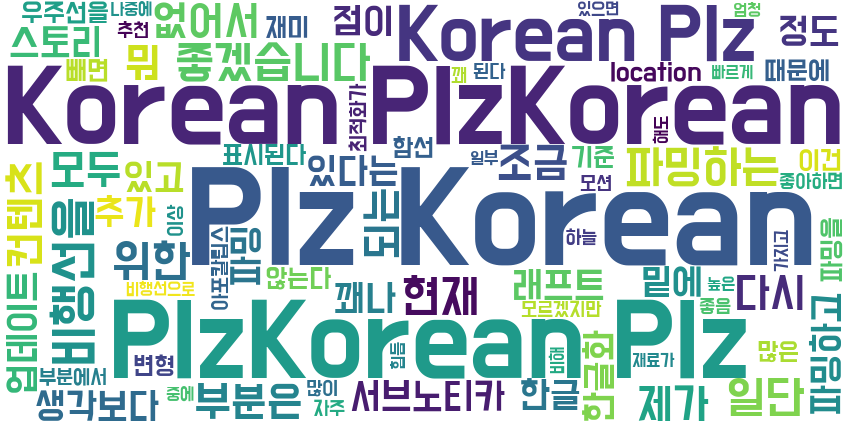 우주선을 나중에 없어서 재미 점이 Korean Plz 있으면 엄청 정도
스토리 추천 좋겠습니다
빼면 뭐 꽤 된다 location 빠르게 때문에
Korean PlzKorean
최적화가 해도
표시된다 함선 일부 조금 기준 파밍하는 이건
모두 있고 있다는 모션 좋아하면
컨텐츠 추가 이상 Plz Korean
비행선을 위한 아포칼립스 파밍 되는 하늘 가지고 파밍을
업데이트 비행선으로 않는다 꽤나 현재 래프트 모르겠지만 밑에 높은 좋음 다시
PlzKorean Plz
변형 힘듬 비해 한글화 재료가 많은 파밍하고
부분에서 생각보다 중에 부분은 많이 자주 서브노티카 한글 제가 일단